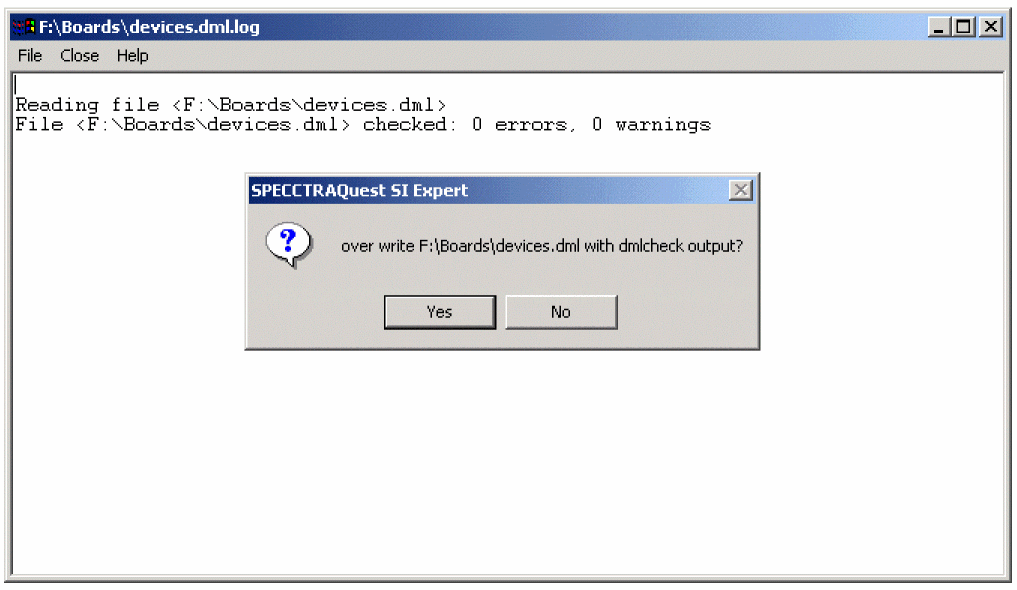 F:\Boards\devices.dml.log
File Close Help
Reading file <F:\Boards\devices.dml>
File <F:\Boards\devices.dml> checked: 0 errors, 0 warnings
SPECCTRAQuest SI Expert
over write F:\Boards\devices.dml with dmlcheck output?
Yes No